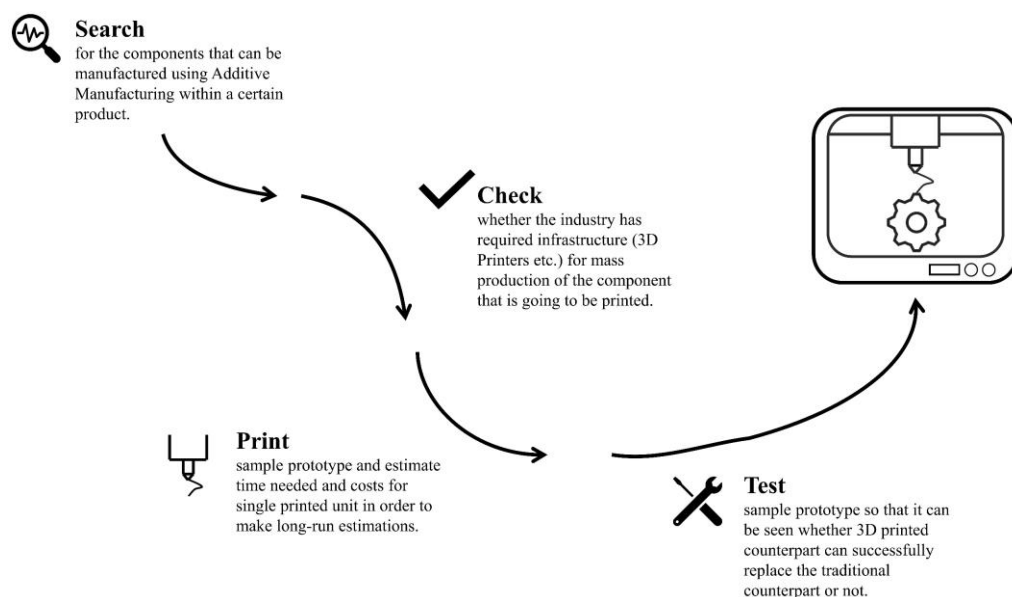 Search
for the components that can be
manufactured using Additive
Manufacturing within a certain
product.
Check
whether the industry has
required infrastructure (3D
Printers etc.) for mass
production of the component
that is going to be printed.
Print
sample prototype and estimate
time needed and costs for
single printed unit in order to
make long-run estimations.
Test
sample prototype so that it can
be seen whether 3D printed
counterpart can successfully
replace the traditional
counterpart or not.